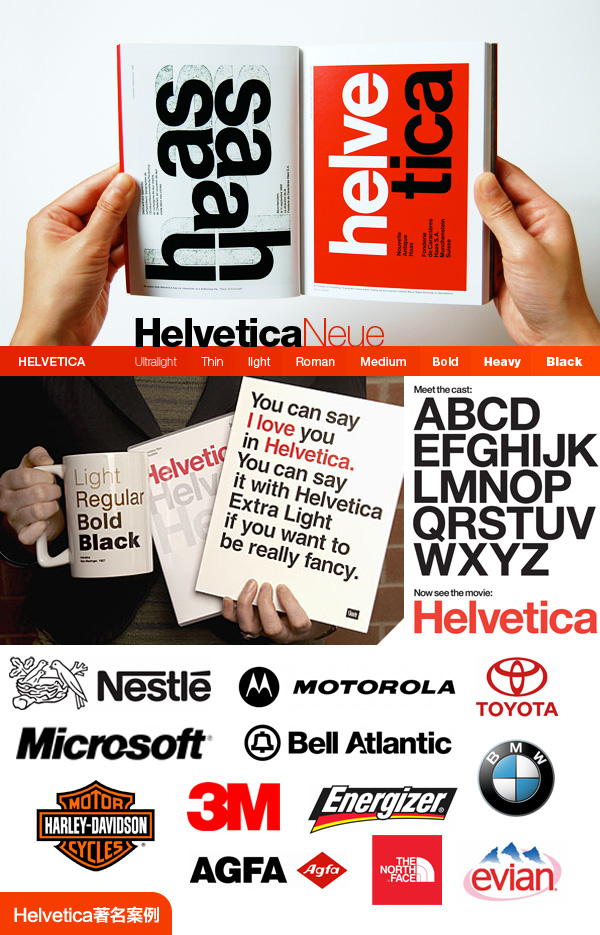 haas
haas
helve
tica
Nouvelle
Antique
Haas
Fonderie
de Caractères
Haas S.A.
Munchenstein
Suisse
HelveticaNeue
HELVETICA Ultralight Thin light Roman Medium Bold Heavy Black
Light
Regular
Bold
Black
Helvetica
You can say
I love you
in Helvetica.
You can say
it with Helvetica
Extra Light
if you want to
be really fancy.
Meet the cast:
ABCD
EFGHIJK
LMNOP
QRSTUV
WXYZ
Now see the movie:
Helvetica
Nestlé
MOTOROLA
TOYOTA
Microsoft®
Bell Atlantic
BMW
MOTOR
HARLEY-DAVIDSON
CYCLES
®
3M
Energizer®
AGFA
Agfa
THE
NORTH
FACE
evian®
Helvetica著名案例